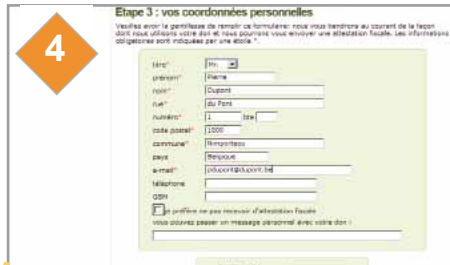 4
Etape 3 : vos coordonnées personnelles
Veuillez avoir la gentillesse de remplir ce formulaire: nous vous tiendrons au courant de la façon
dont nous utilisons votre don et nous pourrons vous envoyer une attestation fiscale. Les informations
obligatoires sont indiquées par une étoile *.
titre* Mr.
prénom* Pierre
nom* Dupont
rue* du Pont
numéro* 1 bte
code postal* 1000
commune* Nimporteou
pays Belgique
e-mail* pdupont@dupont.be
téléphone
GSM
je préfère ne pas recevoir d'attestation fiscale
vous pouvez passer un message personnel avec votre don :